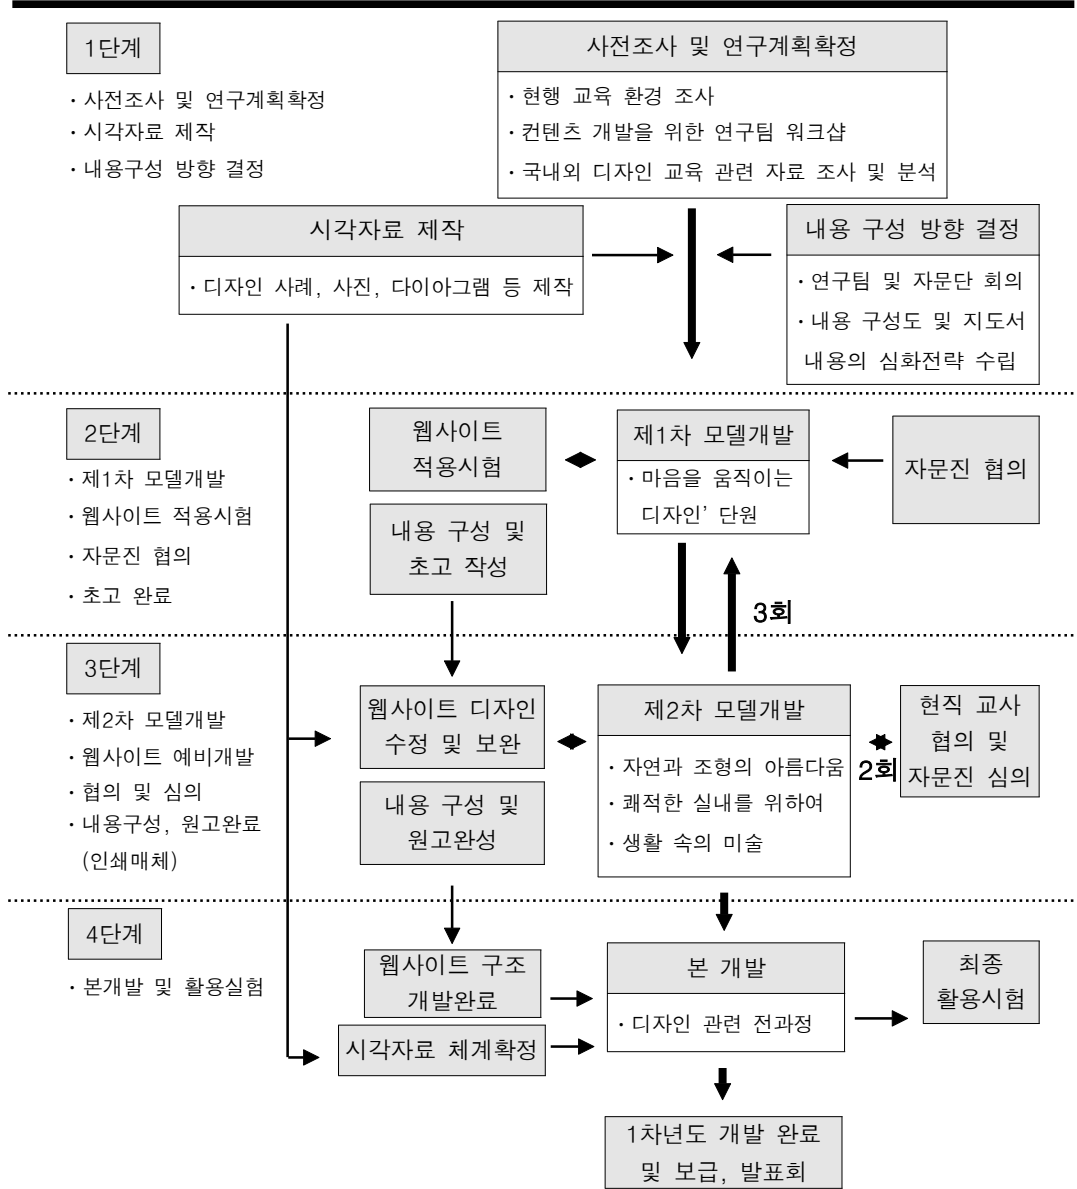 1단계
· 사전조사 및 연구계획확정
· 시각자료 제작
· 내용구성 방향 결정
사전조사 및 연구계획확정
· 현행 교육 환경 조사
· 컨텐츠 개발을 위한 연구팀 워크샵
· 국내외 디자인 교육 관련 자료 조사 및 분석
시각자료 제작
· 디자인 사례, 사진, 다이아그램 등 제작
내용 구성 방향 결정
· 연구팀 및 자문단 회의
· 내용 구성도 및 지도서
내용의 심화전략 수립
2단계
· 제1차 모델개발
· 웹사이트 적용시험
· 자문진 협의
· 초고 완료
웹사이트
적용시험
내용 구성 및
초고 작성
제1차 모델개발
· 마음을 움직이는
디자인’ 단원
자문진 협의
3회
3단계
· 제2차 모델개발
· 웹사이트 예비개발
· 협의 및 심의
· 내용구성, 원고완료
(인쇄매체)
웹사이트 디자인
수정 및 보완
내용 구성 및
원고완성
제2차 모델개발
· 자연과 조형의 아름다움
· 쾌적한 실내를 위하여
· 생활 속의 미술
2회
현직 교사
협의 및
자문진 심의
4단계
· 본개발 및 활용실험
웹사이트 구조
개발완료
시각자료 체계확정
본 개발
· 디자인 관련 전과정
최종
활용시험
1차년도 개발 완료
및 보급, 발표회